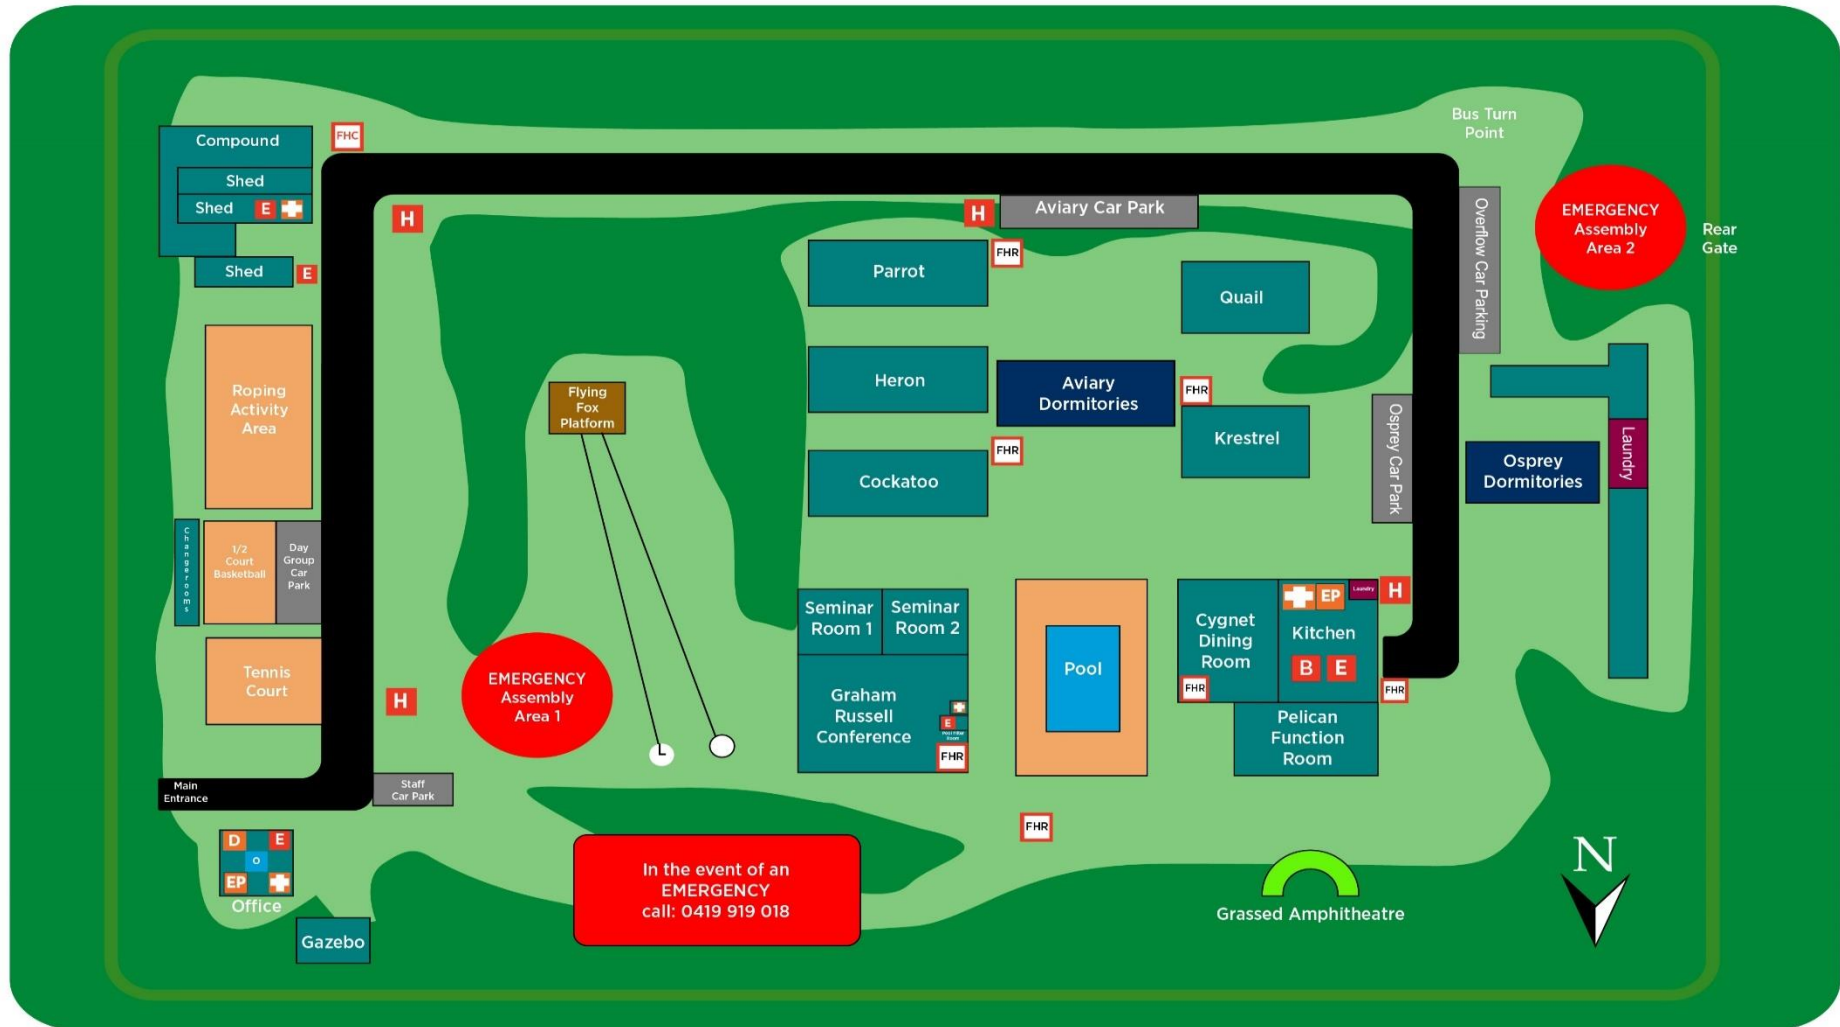 Bus Turn
Point
Compound
FHC
Shed
Shed
E
H
H
Aviary Car Park
Overflow Car Parking
EMERGENCY
Assembly
Area 2
Rear
Gate
Shed
E
Parrot
FHR
Quail
Roping
Activity
Area
Flying
Fox
Platform
Heron
Aviary
Dormitories
FHR
Krestrel
Osprey Car Park
Laundry
Osprey
Dormitories
Cockatoo
FHR
Changerooms
1/2
Court
Basketball
Day
Group
Car
Park
Seminar
Room 1
Seminar
Room 2
Cygnet
Dining
Room
FHR
EP
Laundry
H
Kitchen
B E
FHR
Pool
Tennis
Court
H
EMERGENCY
Assembly
Area 1
L
Graham
Russell
Conference
E
Pool Filter
Room
FHR
Pelican
Function
Room
Main
Entrance
Staff
Car Park
FHR
D E
O
EP
Office
Gazebo
In the event of an
EMERGENCY
call: 0419 919 018
Grassed Amphitheatre
N